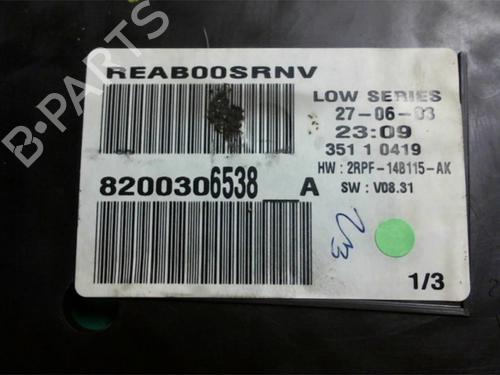 REAB00SRNV
LOW SERIES
27-06-03
23:09
351 1 0419
HW : 2RPF-14B115-AK
SW : V08.31
8200306538__A
1/3
B-PARTS